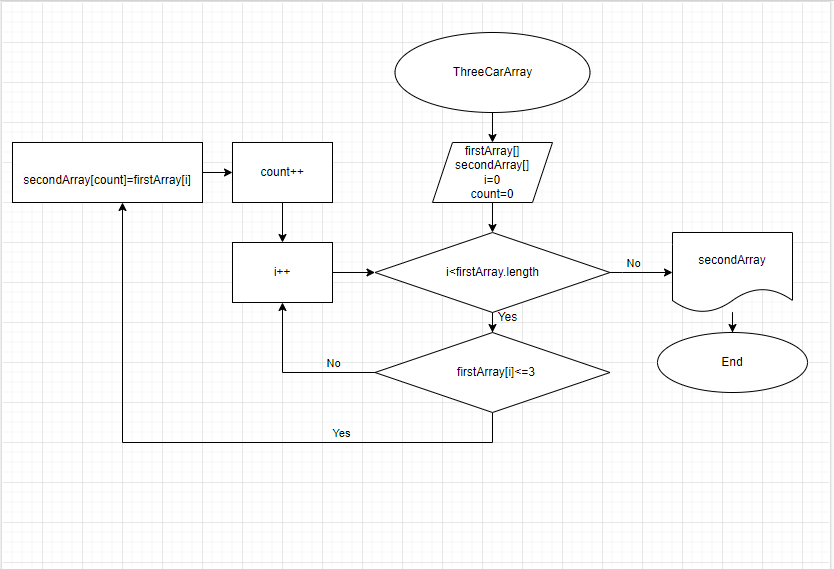 ThreeCarArray
firstArray[]
secondArray[]
i=0
count=0
secondArray[count]=firstArray[i]
count++
i++
i<firstArray.length
No
secondArray
Yes
firstArray[i]<=3
No
End
Yes